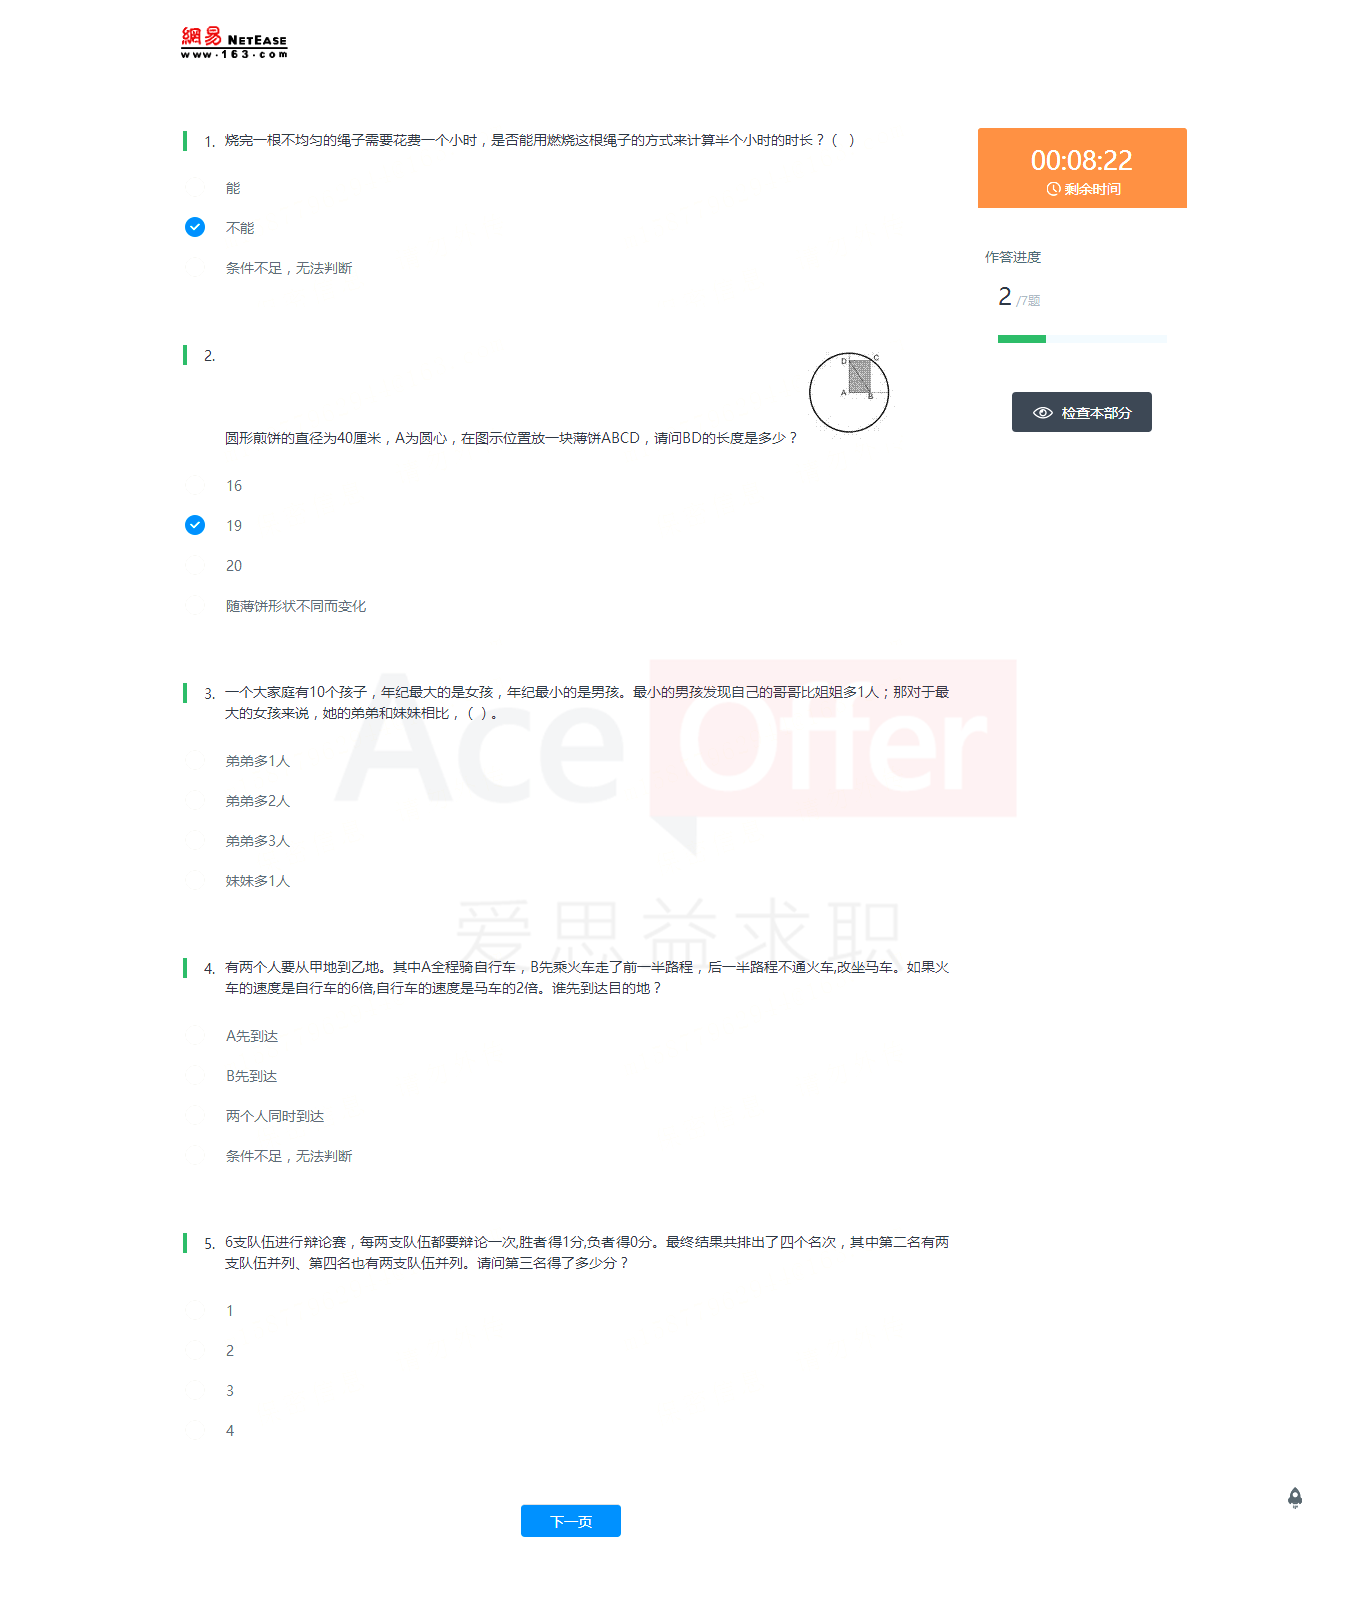 網易 NETEASE
www.163.com
1. 烧完一根不均匀的绳子需要花费一个小时，是否能用燃烧这根绳子的方式来计算半个小时的时长？（ ）
能
不能
条件不足，无法判断
00:08:22
剩余时间
作答进度
2 /7题
检查本部分
2.
D C
A B
圆形煎饼的直径为40厘米，A为圆心，在图示位置放一块薄饼ABCD，请问BD的长度是多少？
16
19
20
随薄饼形状不同而变化
3. 一个大家庭有10个孩子，年纪最大的是女孩，年纪最小的是男孩。最小的男孩发现自己的哥哥比姐姐多1人；那对于最
大的女孩来说，她的弟弟和妹妹相比，（ ）。
弟弟多1人
弟弟多2人
弟弟多3人
妹妹多1人
Ace Offer
爱思益求职
4. 有两个人要从甲地到乙地。其中A全程骑自行车，B先乘火车走了前一半路程，后一半路程不通火车,改坐马车。如果火
车的速度是自行车的6倍,自行车的速度是马车的2倍。谁先到达目的地？
A先到达
B先到达
两个人同时到达
条件不足，无法判断
5. 6支队伍进行辩论赛，每两支队伍都要辩论一次,胜者得1分,负者得0分。最终结果共排出了四个名次，其中第二名有两
支队伍并列、第四名也有两支队伍并列。请问第三名得了多少分？
1
2
3
4
下一页